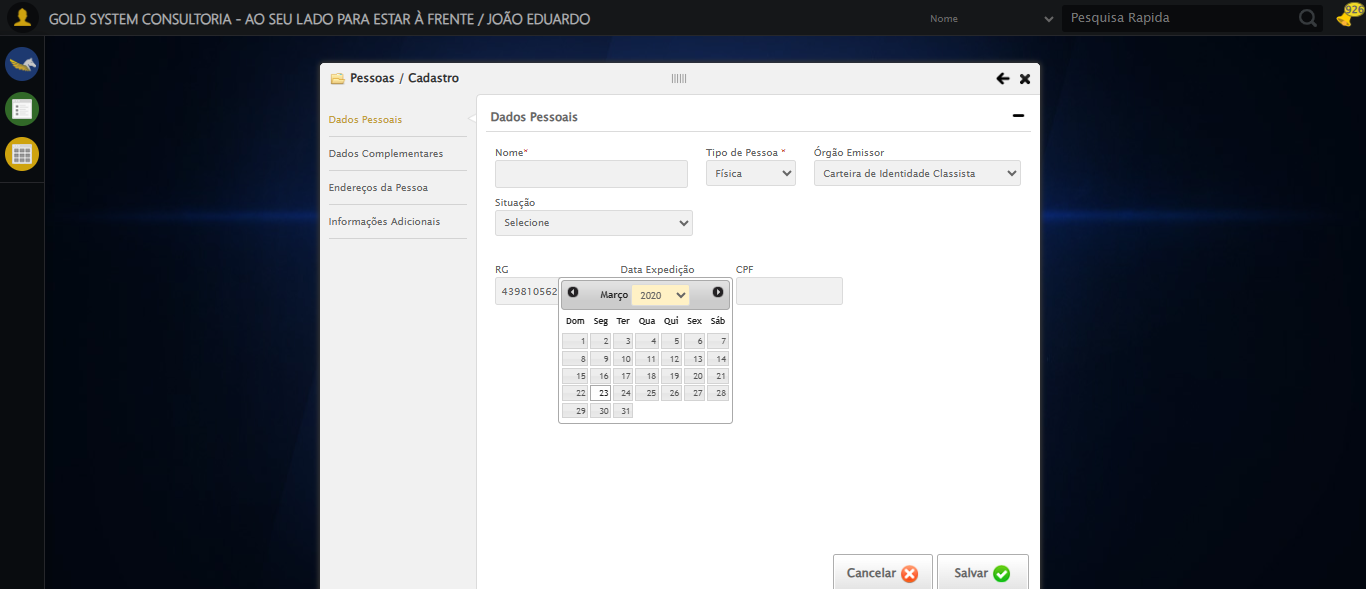 GOLD SYSTEM CONSULTORIA - AO SEU LADO PARA ESTAR À FRENTE / JOÃO EDUARDO
Nome
Pesquisa Rapida
926
Pessoas / Cadastro
Dados Pessoais
Dados Complementares
Endereços da Pessoa
Informações Adicionais
Dados Pessoais
Nome* Tipo de Pessoa * Órgão Emissor
Física Carteira de Identidade Classista
Situação
Selecione
RG Data Expedição CPF
439810562
Março 2020
Dom Seg Ter Qua Qui Sex Sáb
1 2 3 4 5 6 7
8 9 10 11 12 13 14
15 16 17 18 19 20 21
22 23 24 25 26 27 28
29 30 31
Cancelar Salvar